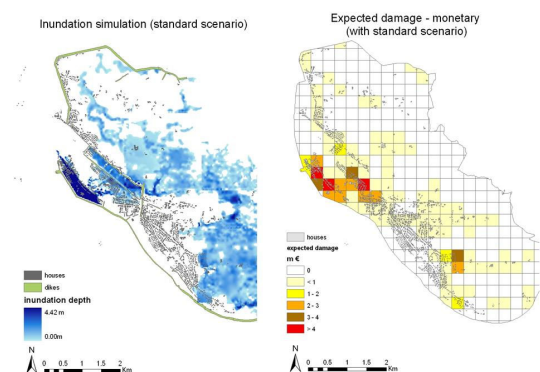 Inundation simulation (standard scenario)
houses
dikes
inundation depth
4.42 m
0.00m
N
0 0.5 1 1.5 2
Km
Expected damage - monetary
(with standard scenario)
houses
expected damage
m €
0
< 1
1 - 2
2 - 3
3 - 4
> 4
N
0 0.5 1 1.5 2
Km